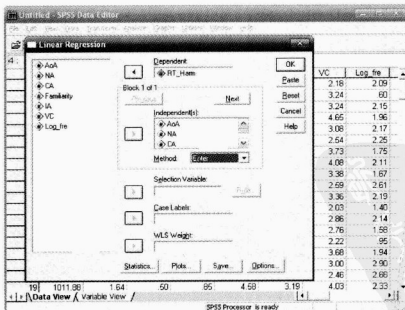 Untitled - SPSS Data Editor
Linear Regression
AoA
NA
CA
Familiarity
IA
VC
Log_fre
Dependent:
RT_Harm
Block 1 of 1
Next
Independent(s):
AoA
NA
CA
Method: Enter
Selection Variable:
Case Labels:
WLS Weight:
Statistics... Plots... Save... Options...
OK
Paste
Reset
Cancel
Help
VC Log_fre
2.18 2.09
3.24 .60
3.24 2.15
4.65 1.96
3.08 2.17
2.54 2.25
3.73 1.75
4.08 2.11
3.38 1.67
2.69 2.61
3.36 2.19
2.03 1.40
2.86 2.14
2.76 1.58
2.22 .95
3.68 1.94
3.00 2.90
2.46 2.66
19 1011.88 1.64 .50 .85 4.58 3.19 4.03 2.33
Data View Variable View
SPSS Processor is ready